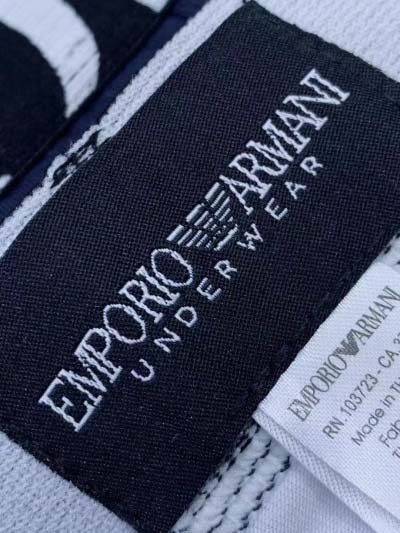 EMPORIO ARMANI
UNDERWEAR
EMPORIO ARMANI
RN 103723 - CA
Made in